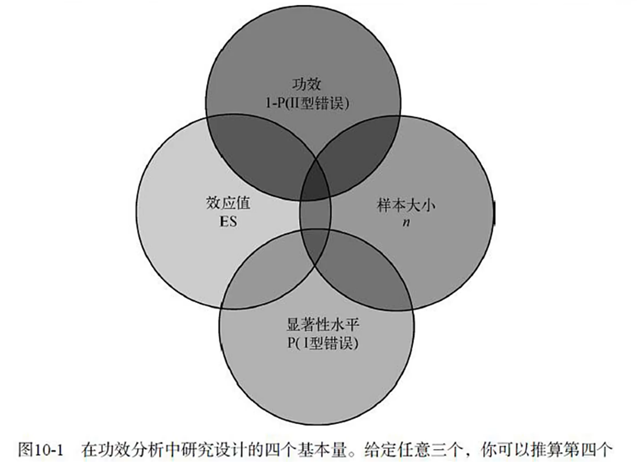 功效
1-P(II型错误)
效应值
ES
样本大小
n
显著性水平
P(I型错误)
图10-1 在功效分析中研究设计的四个基本量。给定任意三个，你可以推算第四个